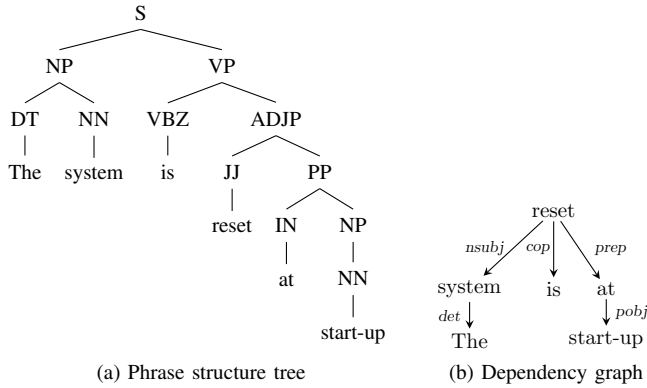 S
NP VP
DT NN VBZ ADJP
The system is JJ PP
reset IN NP
at NN
start-up
(a) Phrase structure tree
reset
nsubj cop prep
system is at
det pobj
The start-up
(b) Dependency graph